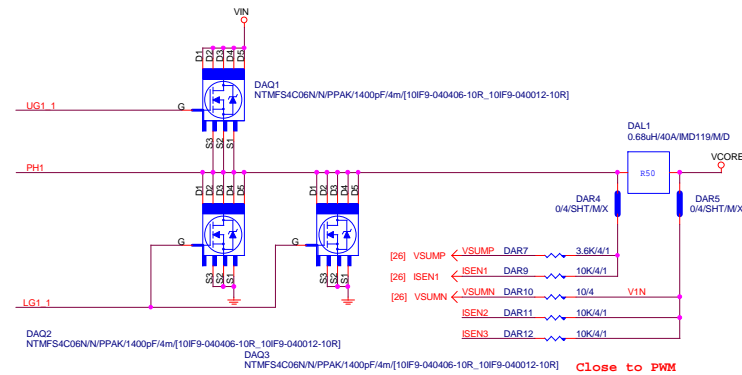 VIN
D1 D2 D3 D4 D5
DAQ1
NTMFS4C06N/N/PPAK/1400pF/4m/[10IF9-040406-10R_10IF9-040012-10R]
UG1_1
G
S3 S2 S1
DAL1
0.68uH/40A/IMD119/M/D
VCORE
PH1
R50
D1 D2 D3 D4 D5
D1 D2 D3 D4 D5
DAR4
0/4/SHT/M/X
DAR5
0/4/SHT/M/X
G
G
[26] VSUMP VSUMP DAR7 3.6K/4/1
S3 S2 S1
S3 S2 S1
[26] ISEN1 ISEN1 DAR9 10K/4/1
[26] VSUMN VSUMN DAR10 10/4 V1N
LG1_1
ISEN2 DAR11 10K/4/1
ISEN3 DAR12 10K/4/1
DAQ2
NTMFS4C06N/N/PPAK/1400pF/4m/[10IF9-040406-10R_10IF9-040012-10R]
DAQ3
NTMFS4C06N/N/PPAK/1400pF/4m/[10IF9-040406-10R_10IF9-040012-10R]
Close to PWM